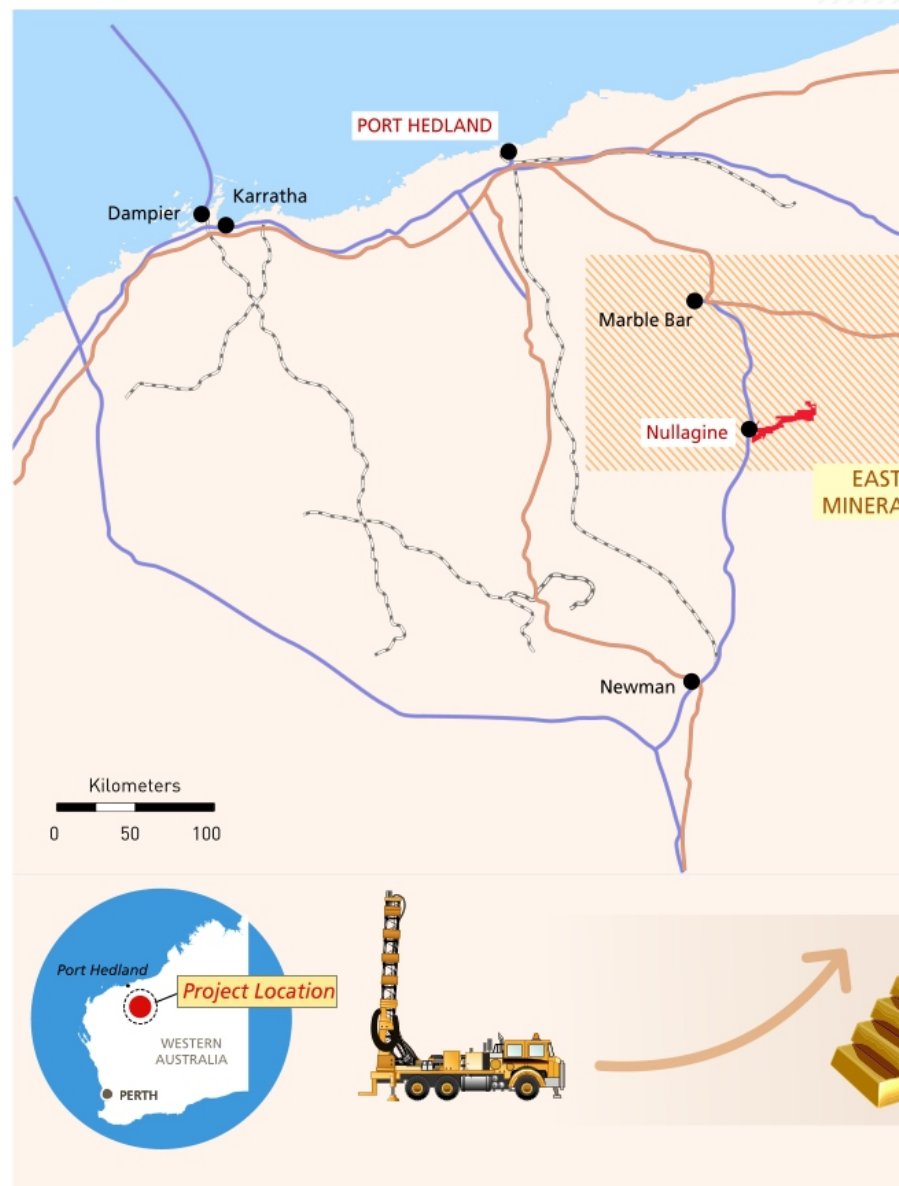 PORT HEDLAND
Karratha
Dampier
Marble Bar
Nullagine
EAST
MINERA
Newman
Kilometers
0 50 100
Port Hedland
Project Location
WESTERN
AUSTRALIA
PERTH